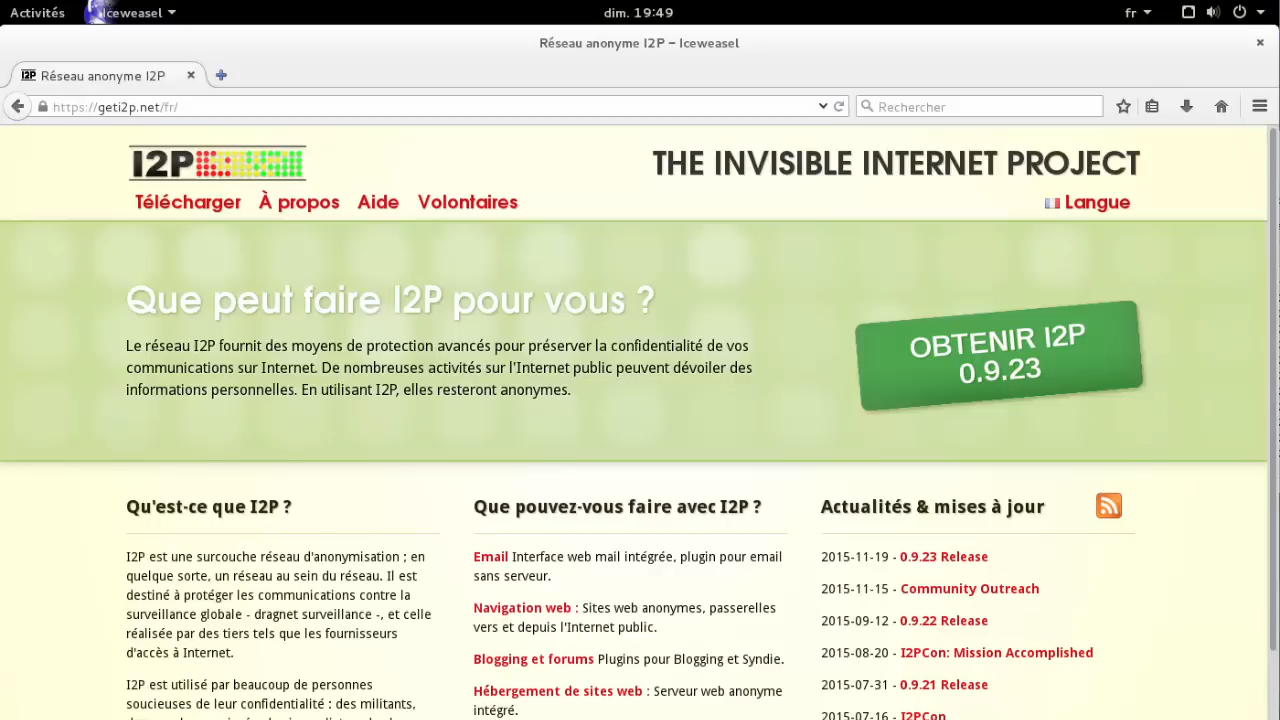 Activités
Iceweasel
dim. 19:49
fr
Réseau anonyme I2P – Iceweasel
Réseau anonyme I2P
https://geti2p.net/fr/
Rechercher
I2P
THE INVISIBLE INTERNET PROJECT
Télécharger À propos Aide Volontaires
Langue
Que peut faire I2P pour vous ?
Le réseau I2P fournit des moyens de protection avancés pour préserver la confidentialité de vos
communications sur Internet. De nombreuses activités sur l'Internet public peuvent dévoiler des
informations personnelles. En utilisant I2P, elles resteront anonymes.
OBTENIR I2P
0.9.23
Qu'est-ce que I2P ?
I2P est une surcouche réseau d'anonymisation ; en
quelque sorte, un réseau au sein du réseau. Il est
destiné à protéger les communications contre la
surveillance globale - dragnet surveillance -, et celle
réalisée par des tiers tels que les fournisseurs
d'accès à Internet.
I2P est utilisé par beaucoup de personnes
soucieuses de leur confidentialité : des militants,
Que pouvez-vous faire avec I2P ?
Email Interface web mail intégrée, plugin pour email
sans serveur.
Navigation web : Sites web anonymes, passerelles
vers et depuis l'Internet public.
Blogging et forums Plugins pour Blogging et Syndie.
Hébergement de sites web : Serveur web anonyme
intégré.
Actualités & mises à jour
2015-11-19 - 0.9.23 Release
2015-11-15 - Community Outreach
2015-09-12 - 0.9.22 Release
2015-08-20 - I2PCon: Mission Accomplished
2015-07-31 - 0.9.21 Release
2015-07-16 - I2PCon